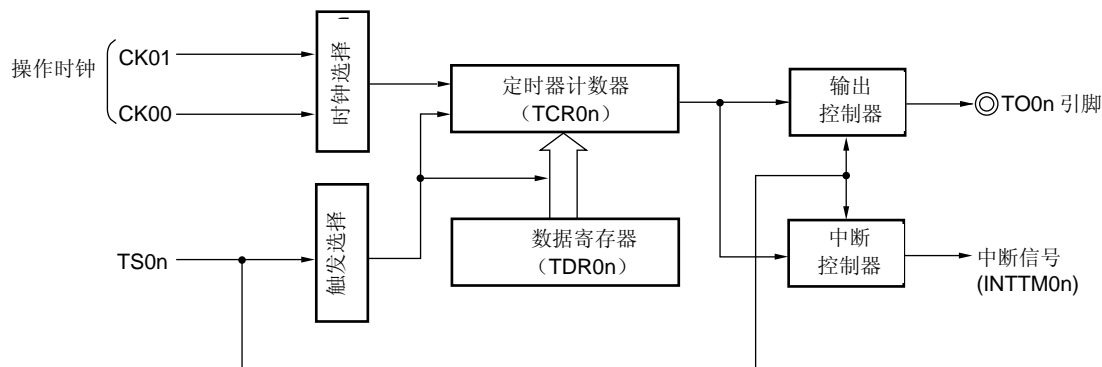 操作时钟
CK01
CK00
时钟选择
定时器计数器
（TCR0n）
输出
控制器
TO0n 引脚
TS0n
触发选择
数据寄存器
（TDR0n）
中断
控制器
中断信号
(INTTM0n)